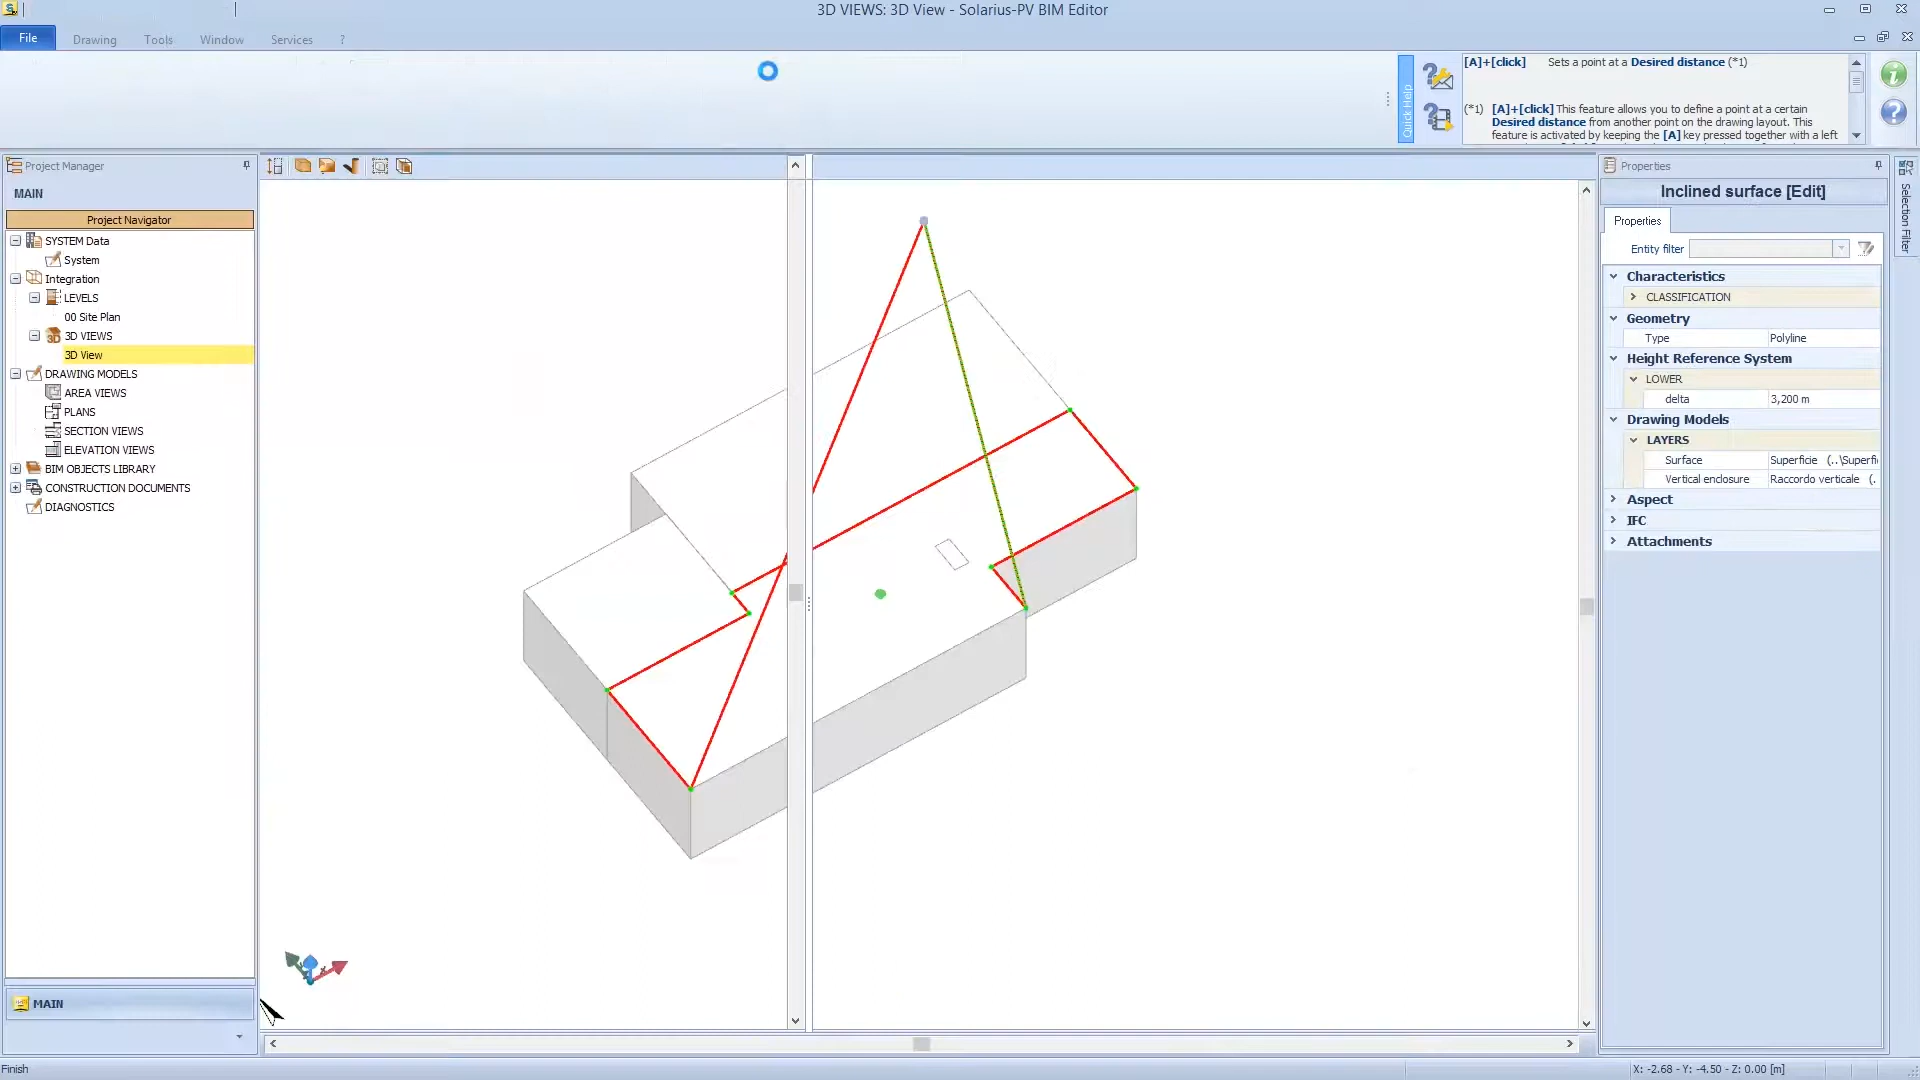 3D VIEWS: 3D View - Solarius-PV BIM Editor
File Drawing Tools Window Services ?
Quick Help
[A]+[click] Sets a point at a Desired distance (*1)
(*1) [A]+[click] This feature allows you to define a point at a certain
Desired distance from another point on the drawing layout. This
feature is activated by keeping the [A] key pressed together with a left
Project Manager
MAIN
Project Navigator
SYSTEM Data
System
Integration
LEVELS
00 Site Plan
3D VIEWS
3D View
DRAWING MODELS
AREA VIEWS
PLANS
SECTION VIEWS
ELEVATION VIEWS
BIM OBJECTS LIBRARY
CONSTRUCTION DOCUMENTS
DIAGNOSTICS
MAIN
Properties
Inclined surface [Edit]
Properties
Entity filter
Characteristics
CLASSIFICATION
Geometry
Type Polyline
Height Reference System
LOWER
delta 3,200 m
Drawing Models
LAYERS
Surface Superficie (..\Superfi
Vertical enclosure Raccordo verticale (.
Aspect
IFC
Attachments
Selection Filter
Finish
X: -2.68 - Y: -4.50 - Z: 0.00 [m]